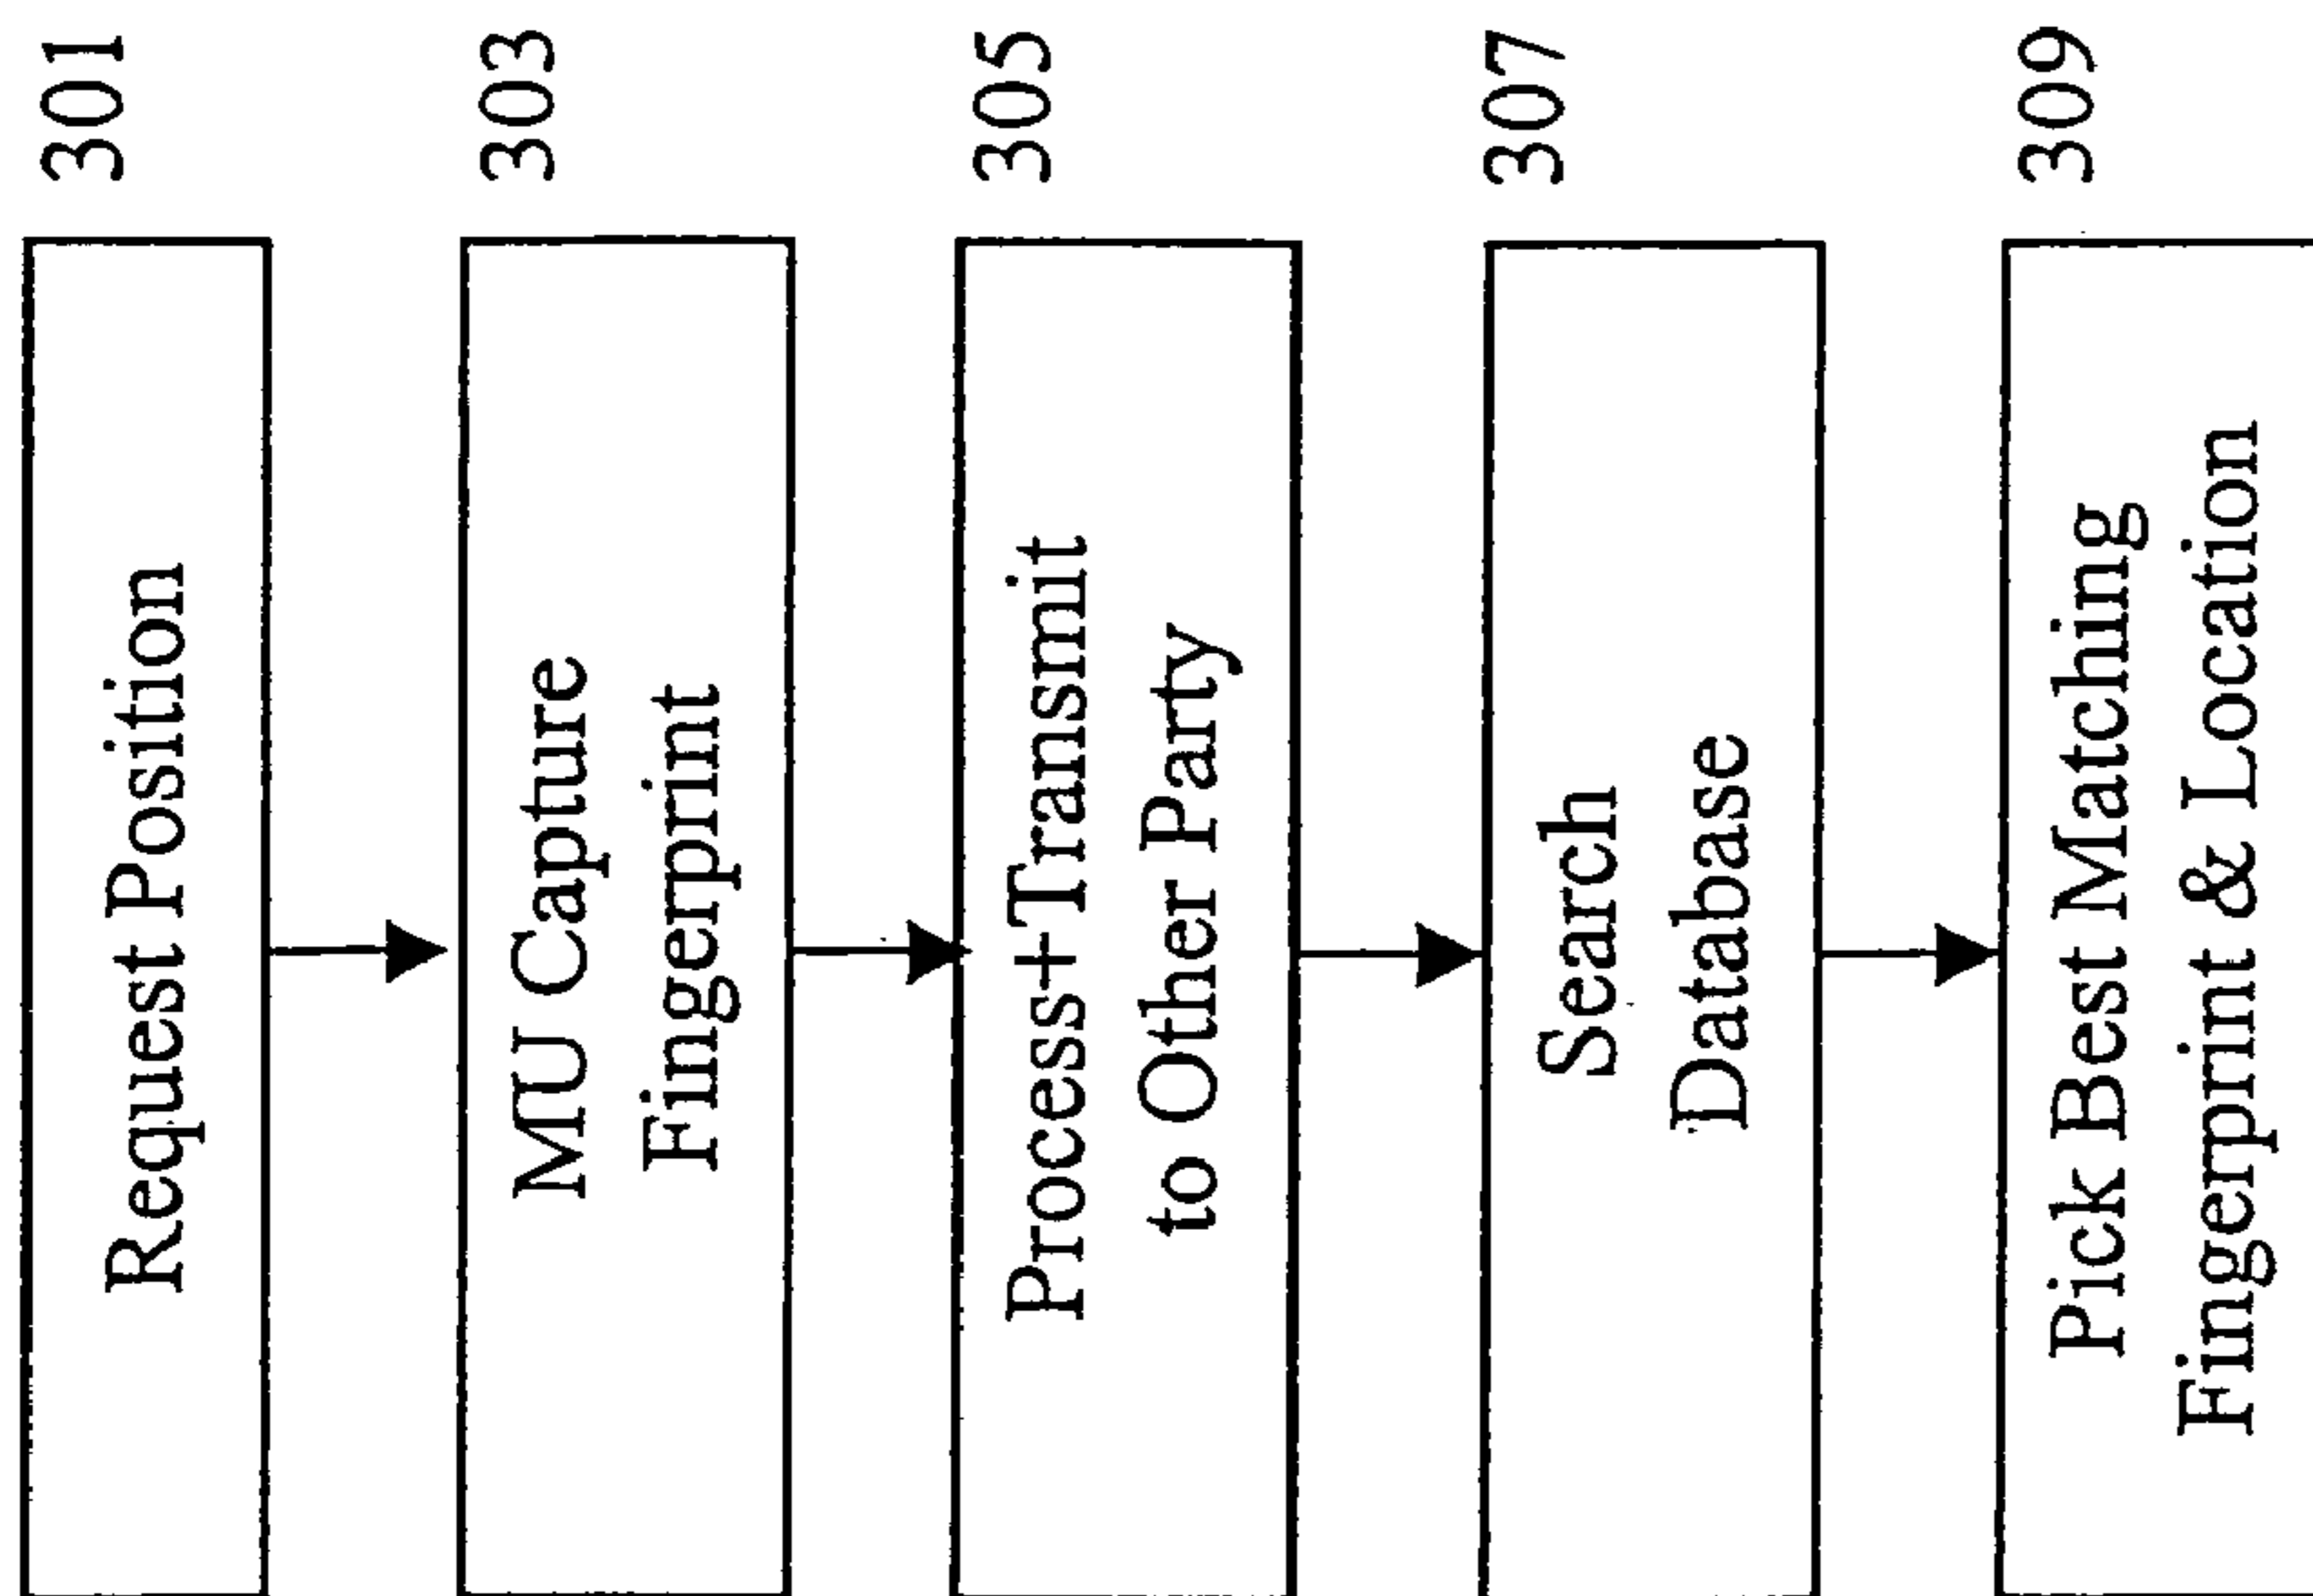 Request Position
301
MU Capture
Fingerprint
303
Process+Transmit
to Other Party
305
Search
Database
307
Pick Best Matching
Fingerprint & Location
309